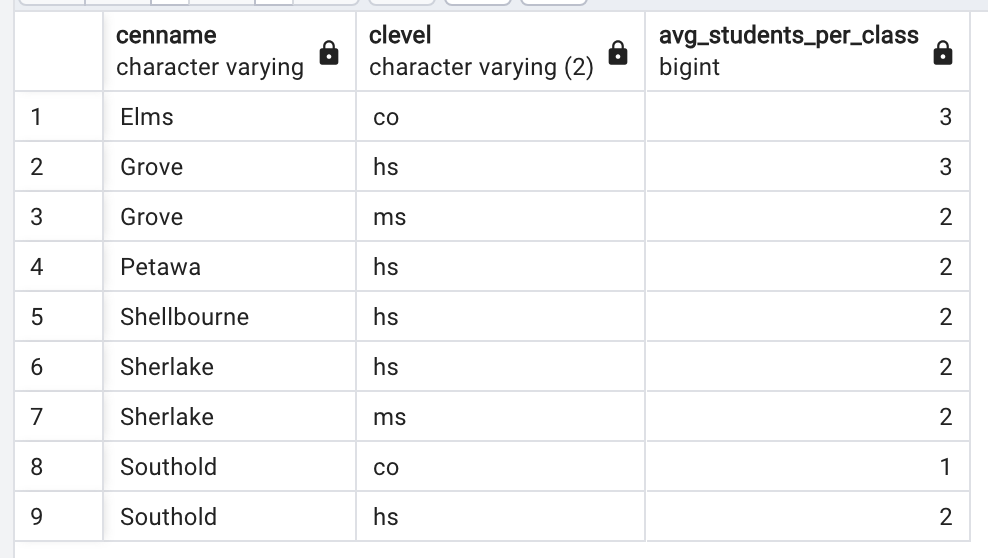 cenname clevel avg_students_per_class
character varying character varying (2) bigint
1 Elms co 3
2 Grove hs 3
3 Grove ms 2
4 Petawa hs 2
5 Shellbourne hs 2
6 Sherlake hs 2
7 Sherlake ms 2
8 Southold co 1
9 Southold hs 2